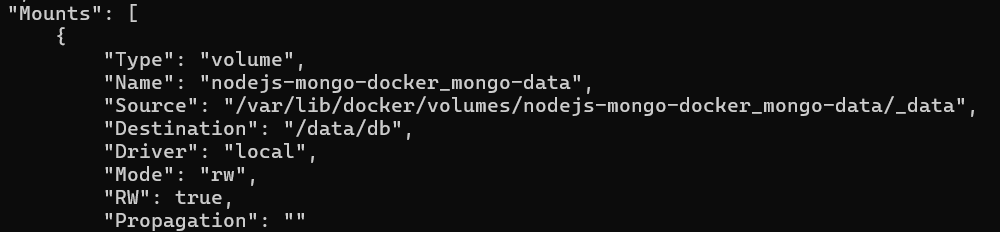 "Mounts": [
{
"Type": "volume",
"Name": "nodejs-mongo-docker_mongo-data",
"Source": "/var/lib/docker/volumes/nodejs-mongo-docker_mongo-data/_data",
"Destination": "/data/db",
"Driver": "local",
"Mode": "rw",
"RW": true,
"Propagation": ""